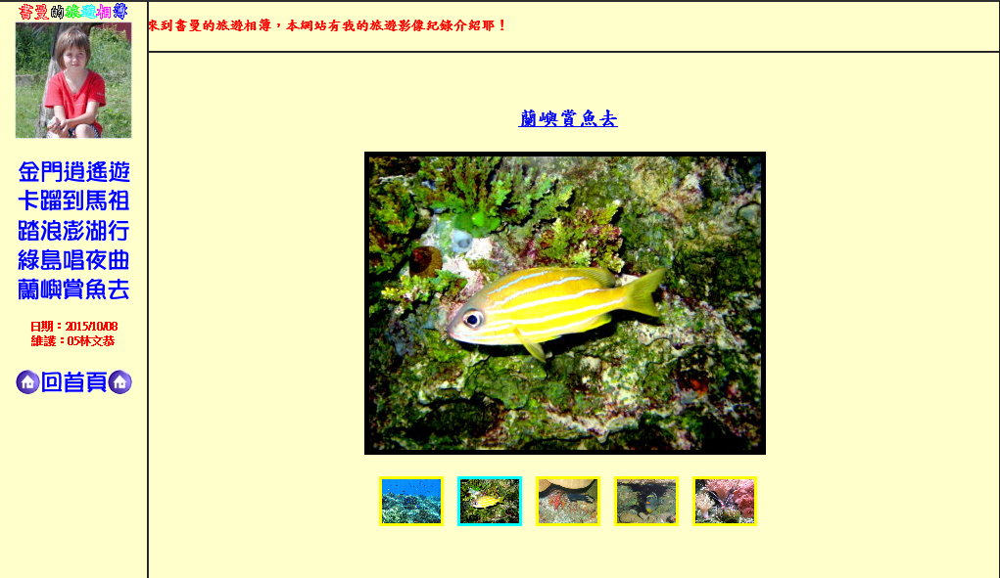 書曼的旅遊相簿
來到書曼的旅遊相簿，本網站有我的旅遊影像紀錄介紹耶！
金門逍遙遊
卡蹓到馬祖
踏浪澎湖行
綠島唱夜曲
蘭嶼賞魚去
日期：2015/10/08
維護：05林文恭
回首頁
蘭嶼賞魚去